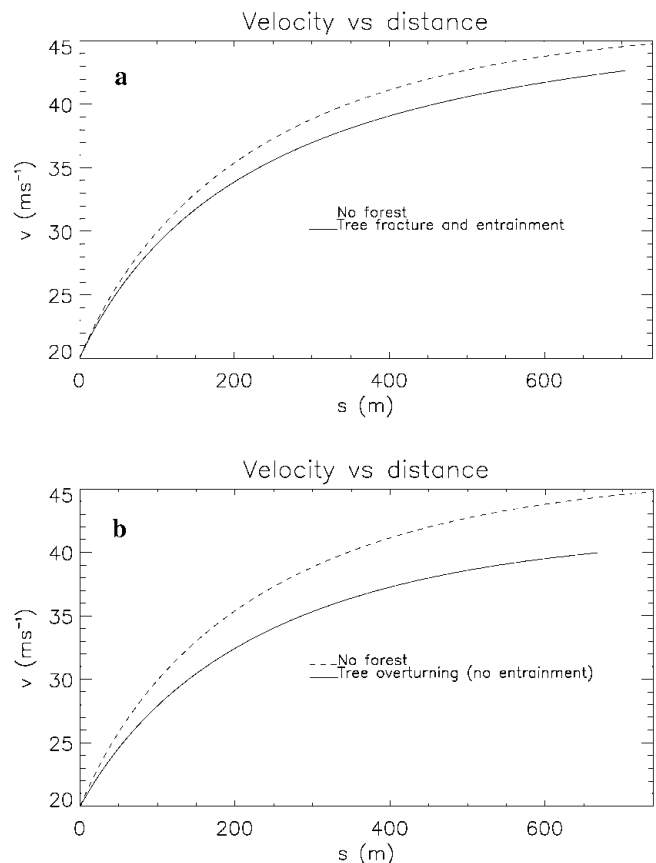 Velocity vs distance
45
a
40
35
v (ms⁻¹)
30
25
20
No forest
Tree fracture and entrainment
0 200 400 600
s (m)
Velocity vs distance
45
b
40
35
v (ms⁻¹)
30
25
20
No forest
Tree overturning (no entrainment)
0 200 400 600
s (m)